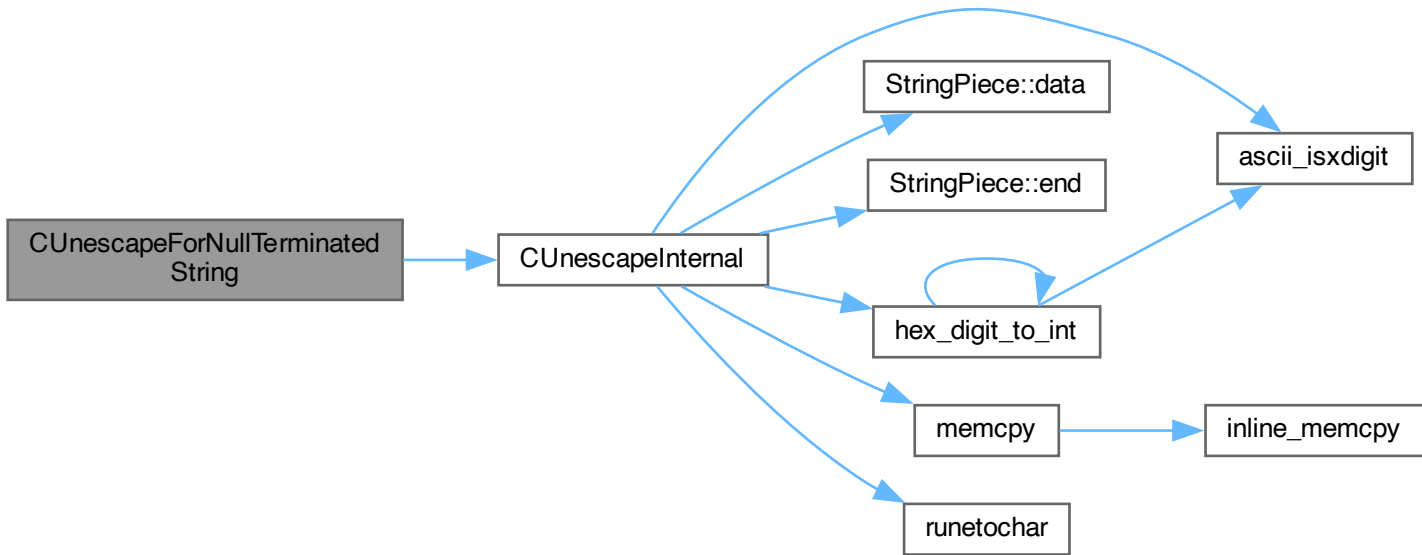 CUnescapeForNullTerminated
String
CUnescapeInternal
StringPiece::data
StringPiece::end
hex_digit_to_int
memcpy
runetochar
ascii_isxdigit
inline_memcpy